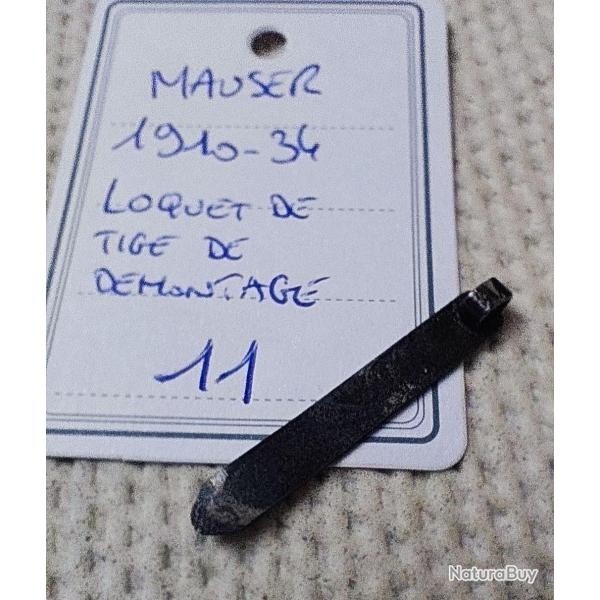 MAUSER
1910-34
LOQUET DE
TIGE DE
DEMONTAGE
11
NaturaBuy